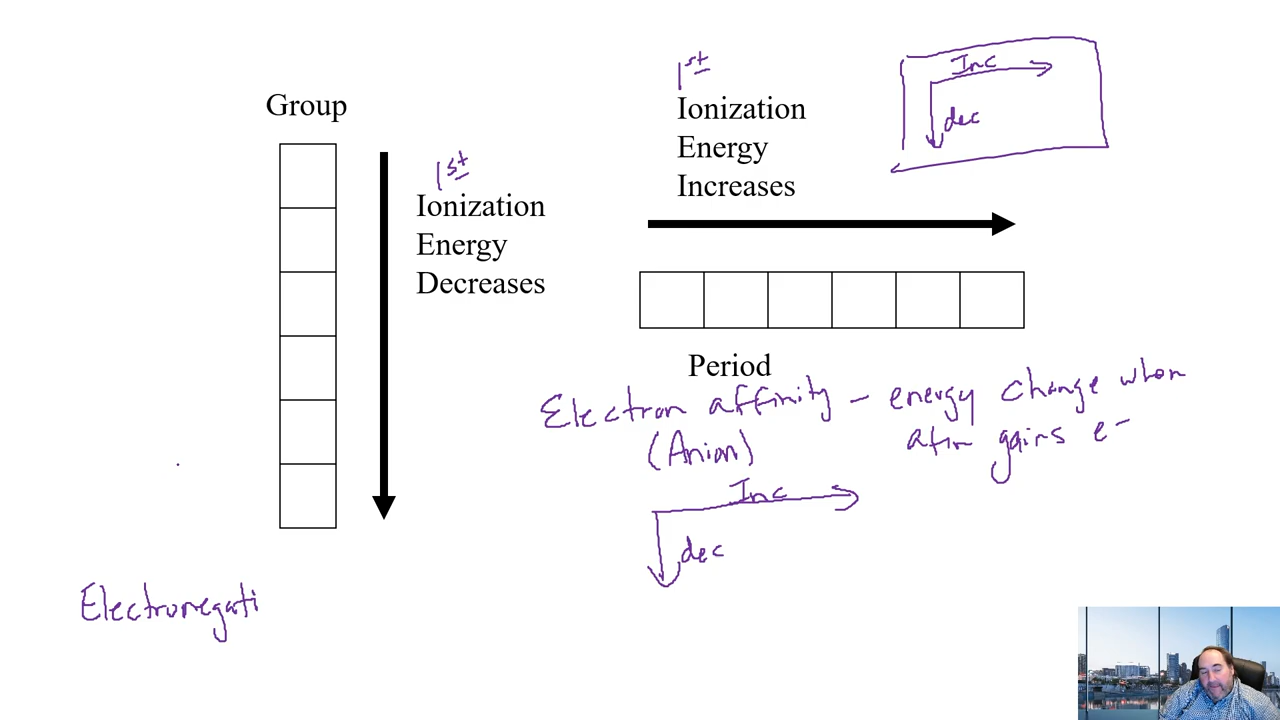 Group
1st
Ionization
Energy
Decreases
1st
Ionization
Energy
Increases
Inc
dec
Period
Electron affinity – energy change when
(Anion)
gains e-
Inc
dec
Electronegati